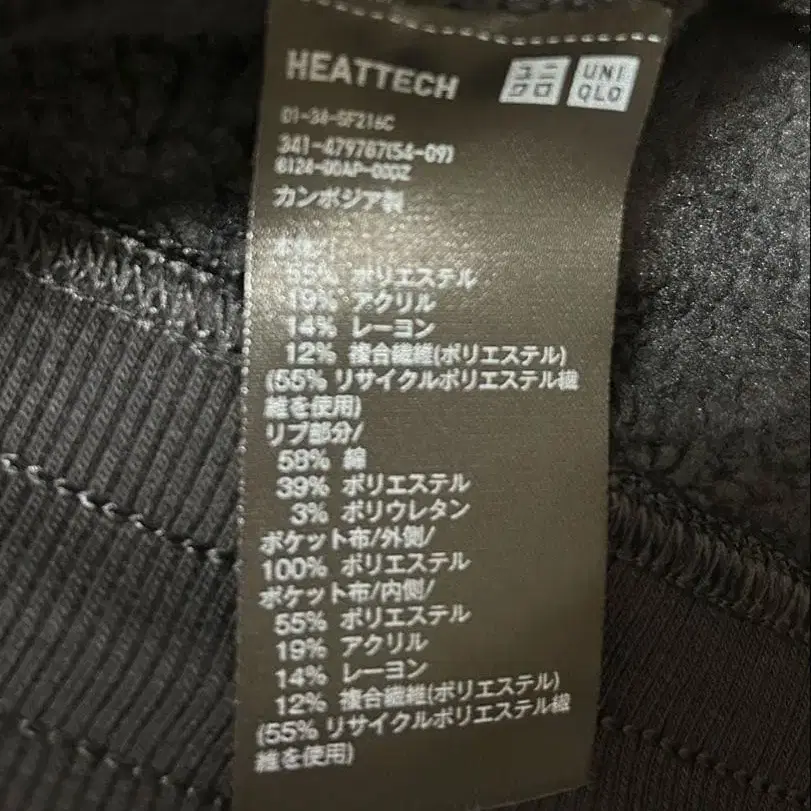 HEATTECH
ユニ
クロ
UNI
QLO
01-34-SF216C
341-479787(54-09)
8124-00AP-00DZ
カンボジア製
本体/
55% ポリエステル
19% アクリル
14% レーヨン
12% 複合繊維(ポリエステル)
(55% リサイクルポリエステル繊
維を使用)
リブ部分/
58% 綿
39% ポリエステル
3% ポリウレタン
ポケット布/外側/
100% ポリエステル
ポケット布/内側/
55% ポリエステル
19% アクリル
14% レーヨン
12% 複合繊維(ポリエステル)
(55% リサイクルポリエステル繊
維を使用)